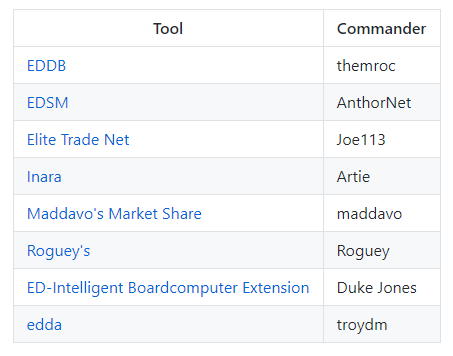 Tool Commander
EDDB themroc
EDSM AnthorNet
Elite Trade Net Joe113
Inara Artie
Maddavo's Market Share maddavo
Roguey's Roguey
ED-Intelligent Boardcomputer Extension Duke Jones
edda troydm